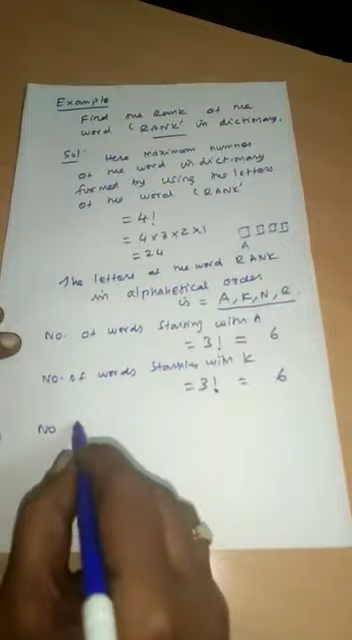 Example
Find the Rank of the
word 'RANK' in dictionary.
Sol: Here maximum number
of the word in dictionary
formed by using the letters
of the word 'RANK'
= 4!
= 4×3×2×1
= 24
A
The letters of the word RANK
in alphabetical order
is = A, K, N, R
No. of words starting with A
= 3! = 6
No. of words starting with K
= 3! = 6
No